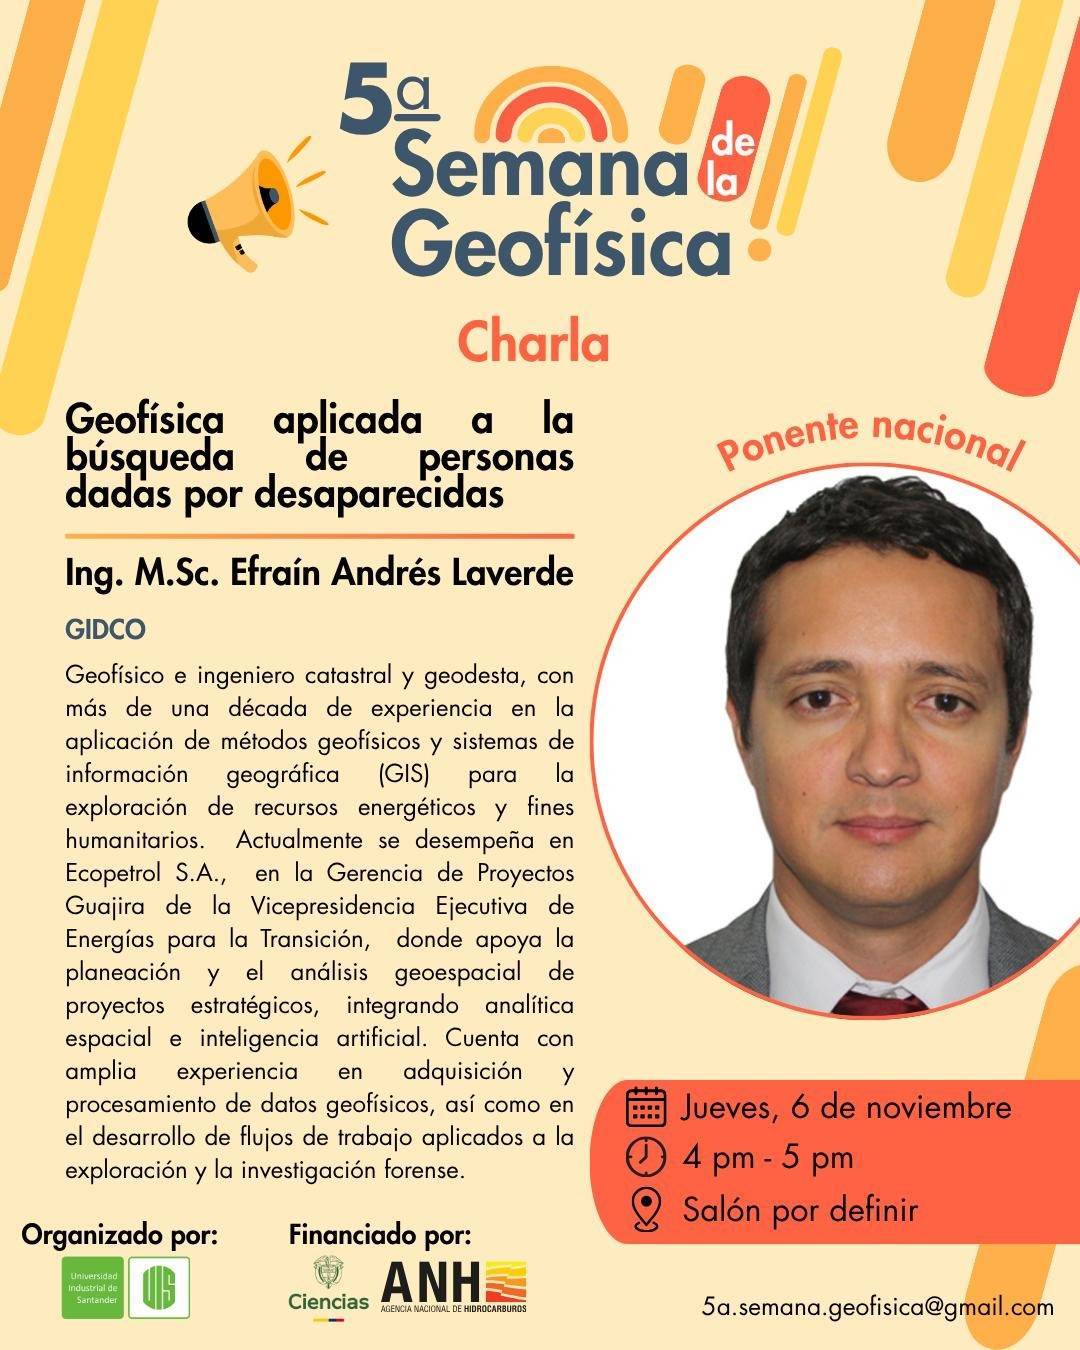 5ª
Semana de la
Geofísica
Charla
Geofísica aplicada a la
búsqueda de personas
dadas por desaparecidas
Ponente nacional
Ing. M.Sc. Efraín Andrés Laverde
GIDCO
Geofísico e ingeniero catastral y geodesta, con
más de una década de experiencia en la
aplicación de métodos geofísicos y sistemas de
información geográfica (GIS) para la
exploración de recursos energéticos y fines
humanitarios. Actualmente se desempeña en
Ecopetrol S.A., en la Gerencia de Proyectos
Guajira de la Vicepresidencia Ejecutiva de
Energías para la Transición, donde apoya la
planeación y el análisis geoespacial de
proyectos estratégicos, integrando analítica
espacial e inteligencia artificial. Cuenta con
amplia experiencia en adquisición y
procesamiento de datos geofísicos, así como en
el desarrollo de flujos de trabajo aplicados a la
exploración y la investigación forense.
Jueves, 6 de noviembre
4 pm - 5 pm
Salón por definir
Organizado por:
Universidad
Industrial de
Santander
UIS
Financiado por:
Ciencias
ANH
AGENCIA NACIONAL DE HIDROCARBUROS
5a.semana.geofisica@gmail.com